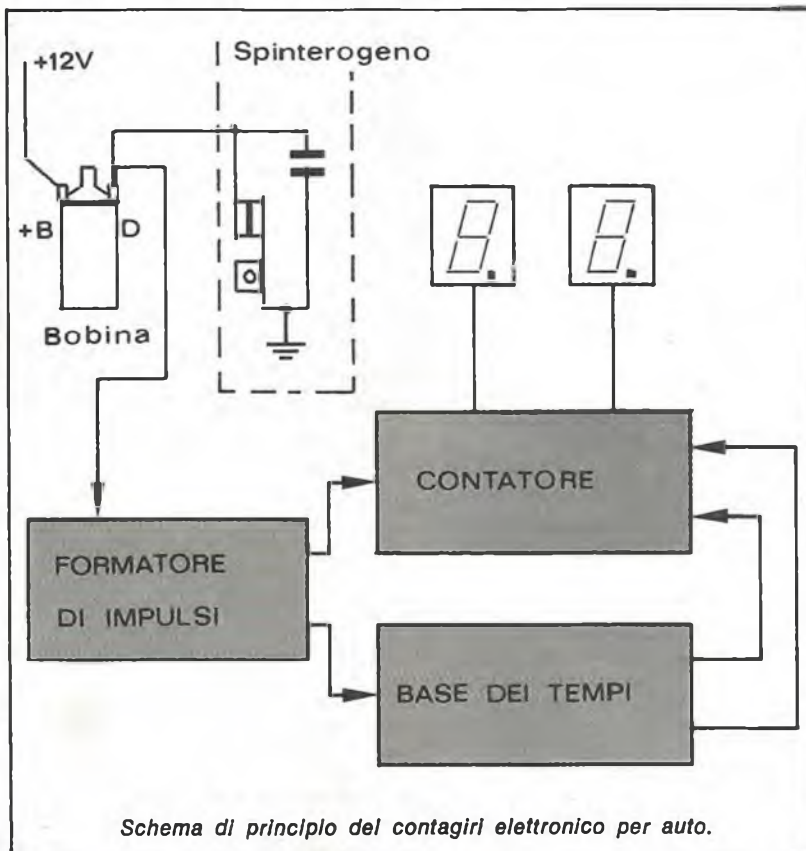 +12V
Spinterogeno
+B
D
Bobina
CONTATORE
FORMATORE
DI IMPULSI
BASE DEI TEMPI
Schema di principio del contagiri elettronico per auto.